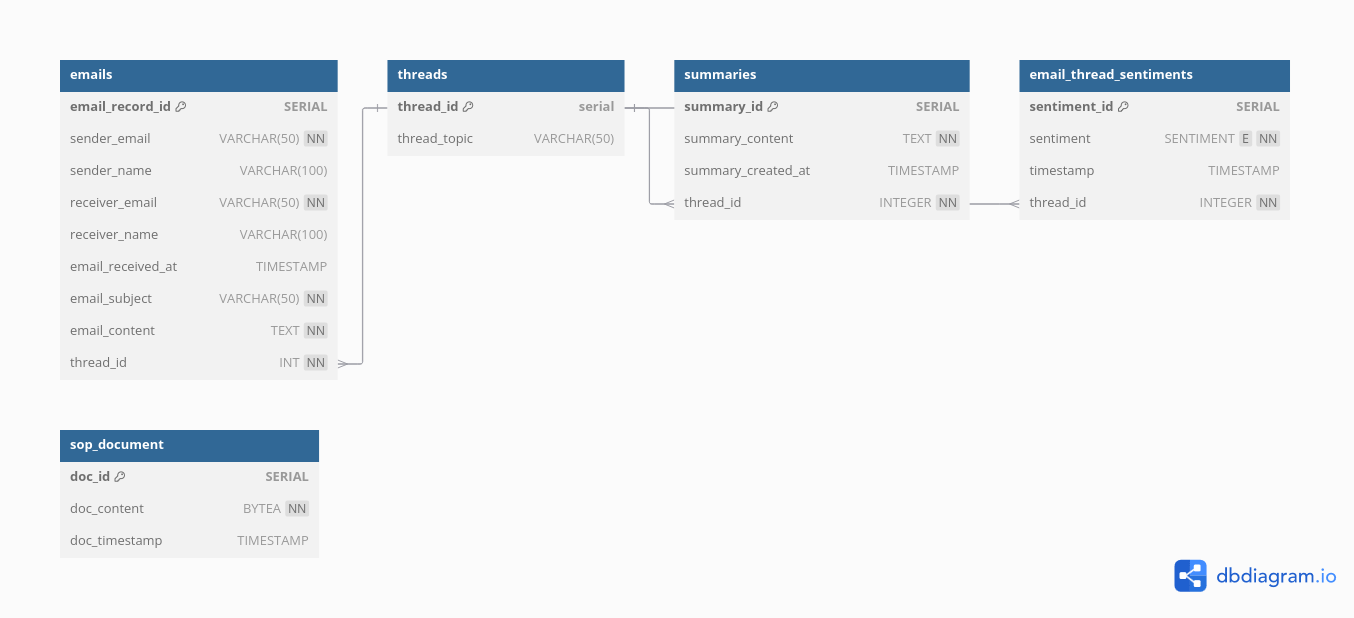 emails
email_record_id SERIAL
sender_email VARCHAR(50) NN
sender_name VARCHAR(100)
receiver_email VARCHAR(50) NN
receiver_name VARCHAR(100)
email_received_at TIMESTAMP
email_subject VARCHAR(50) NN
email_content TEXT NN
thread_id INT NN
threads
thread_id serial
thread_topic VARCHAR(50)
summaries
summary_id SERIAL
summary_content TEXT NN
summary_created_at TIMESTAMP
thread_id INTEGER NN
email_thread_sentiments
sentiment_id SERIAL
sentiment SENTIMENT E NN
timestamp TIMESTAMP
thread_id INTEGER NN
sop_document
doc_id SERIAL
doc_content BYTEA NN
doc_timestamp TIMESTAMP
dbdiagram.io